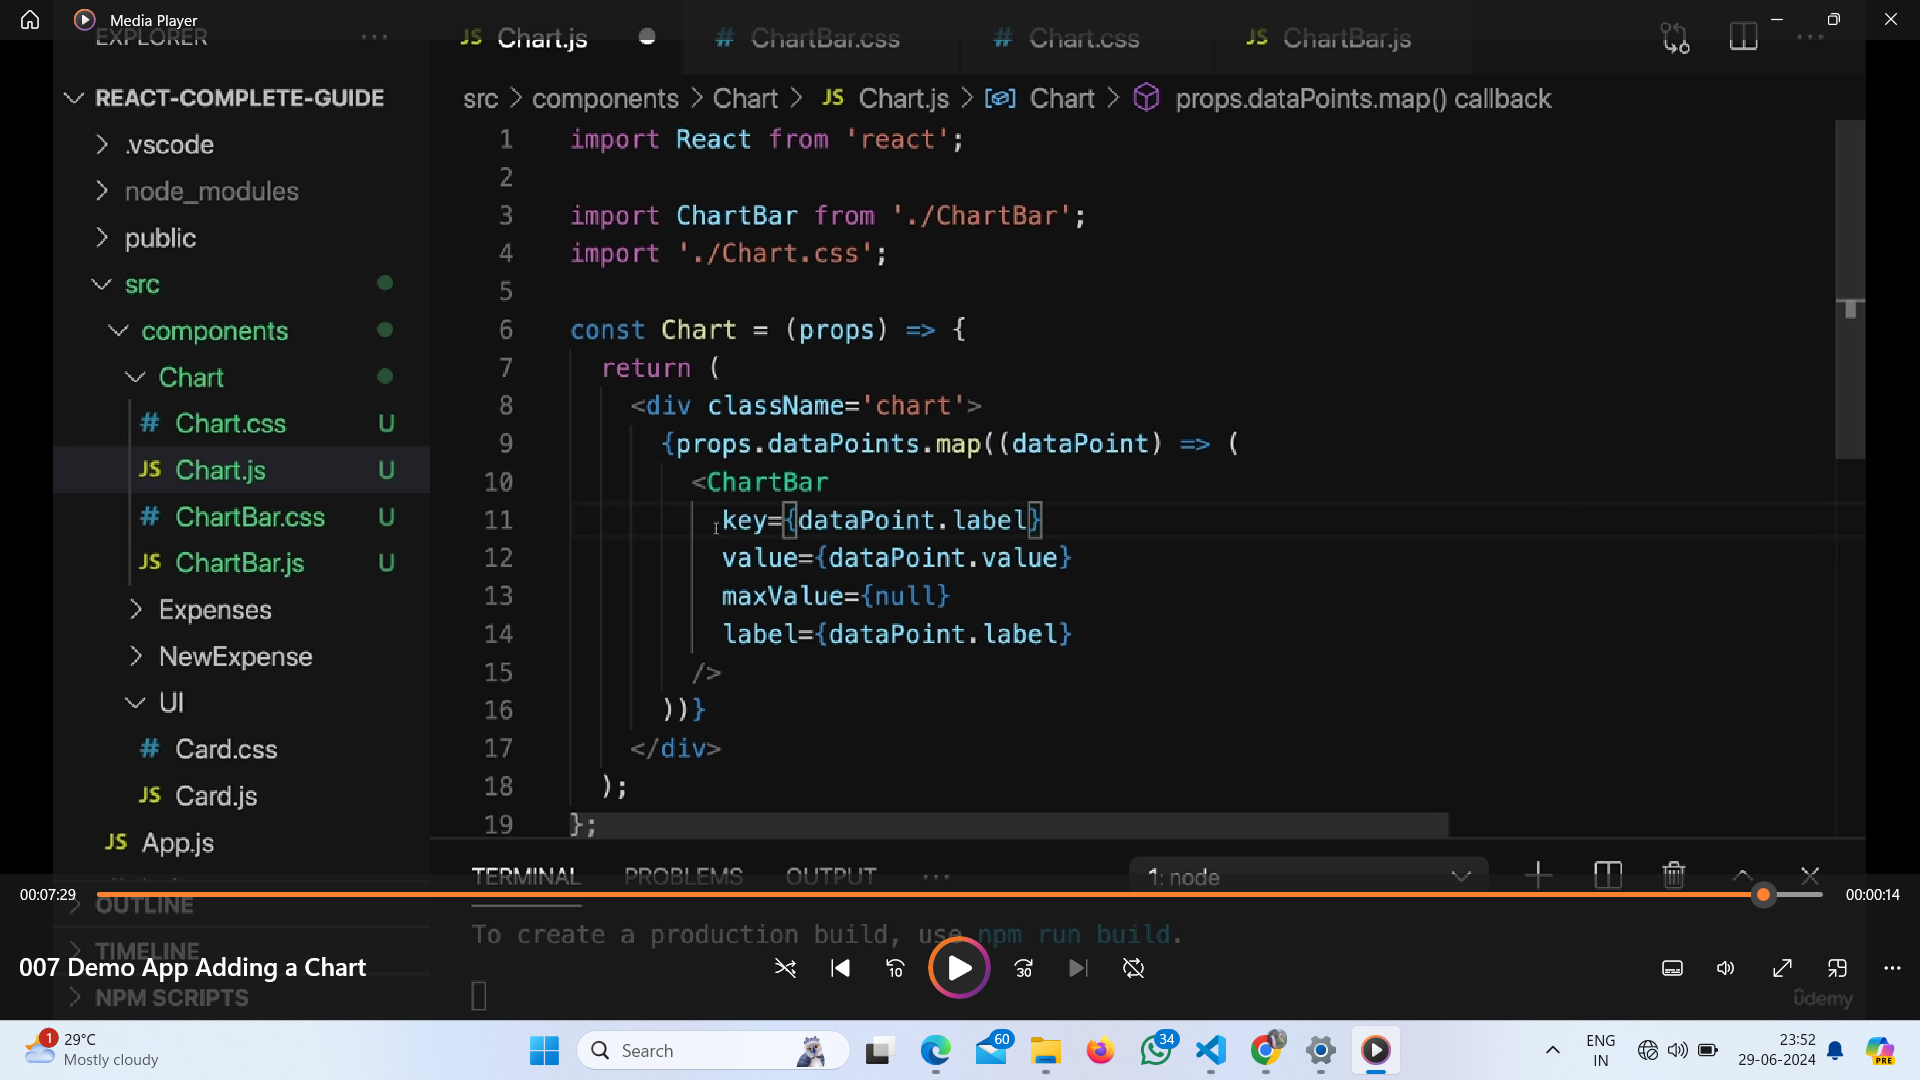 Media Player
EXPLORER
Chart.js
ChartBar.css
Chart.css
ChartBar.js
REACT-COMPLETE-GUIDE
src > components > Chart > JS Chart.js > Chart > props.dataPoints.map() callback
.vscode
node_modules
public
src
components
Chart
# Chart.css U
JS Chart.js U
# ChartBar.css U
JS ChartBar.js U
Expenses
NewExpense
UI
# Card.css
JS Card.js
JS App.js
1 import React from 'react';
2
3 import ChartBar from './ChartBar';
4 import './Chart.css';
5
6 const Chart = (props) => {
7 return (
8 <div className='chart'>
9 {props.dataPoints.map((dataPoint) => (
10 <ChartBar
11 key={dataPoint.label}
12 value={dataPoint.value}
13 maxValue={null}
14 label={dataPoint.label}
15 />
16 ))}
17 </div>
18 );
19 };
TERMINAL PROBLEMS OUTPUT ··· 1: node
00:07:29 00:00:14
OUTLINE
To create a production build, use npm run build.
TIMELINE
007 Demo App Adding a Chart
10
30
NPM SCRIPTS
ûdemy
1
29°C
Mostly cloudy
Search
60
34
PRE
ENG
IN
23:52
29-06-2024